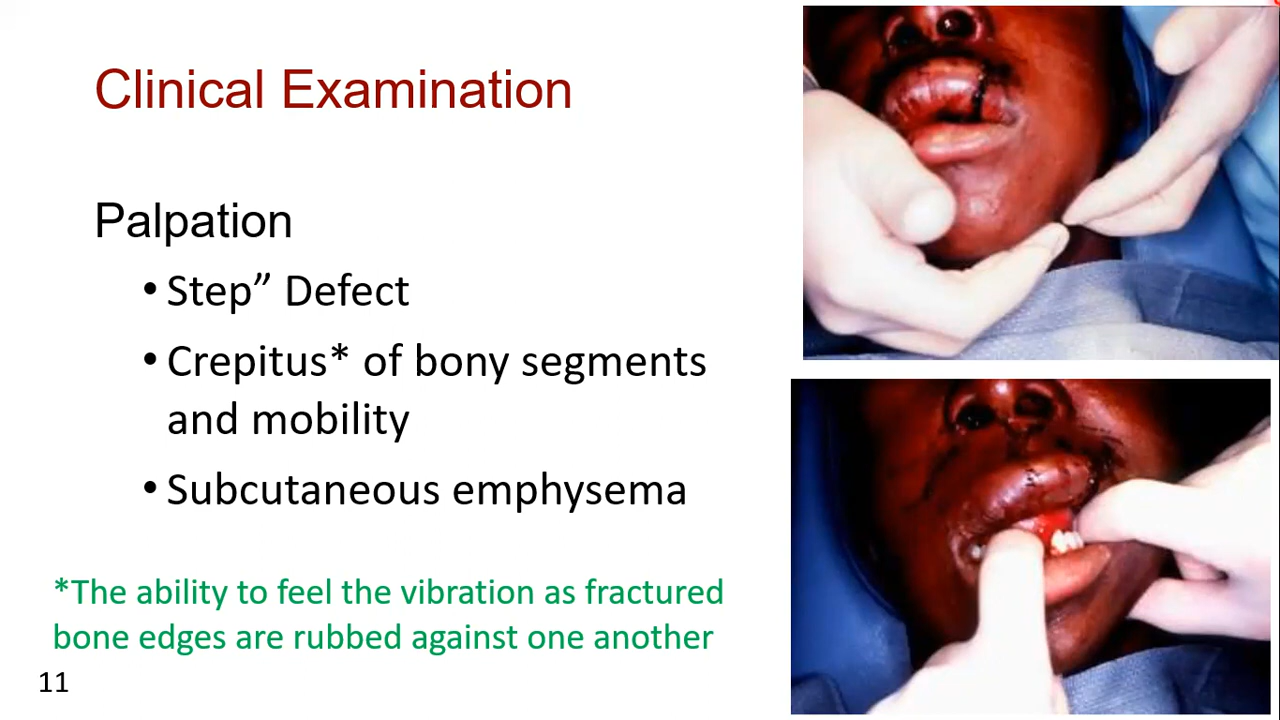 Clinical Examination
Palpation
• Step” Defect
• Crepitus* of bony segments
and mobility
• Subcutaneous emphysema
*The ability to feel the vibration as fractured
bone edges are rubbed against one another
11